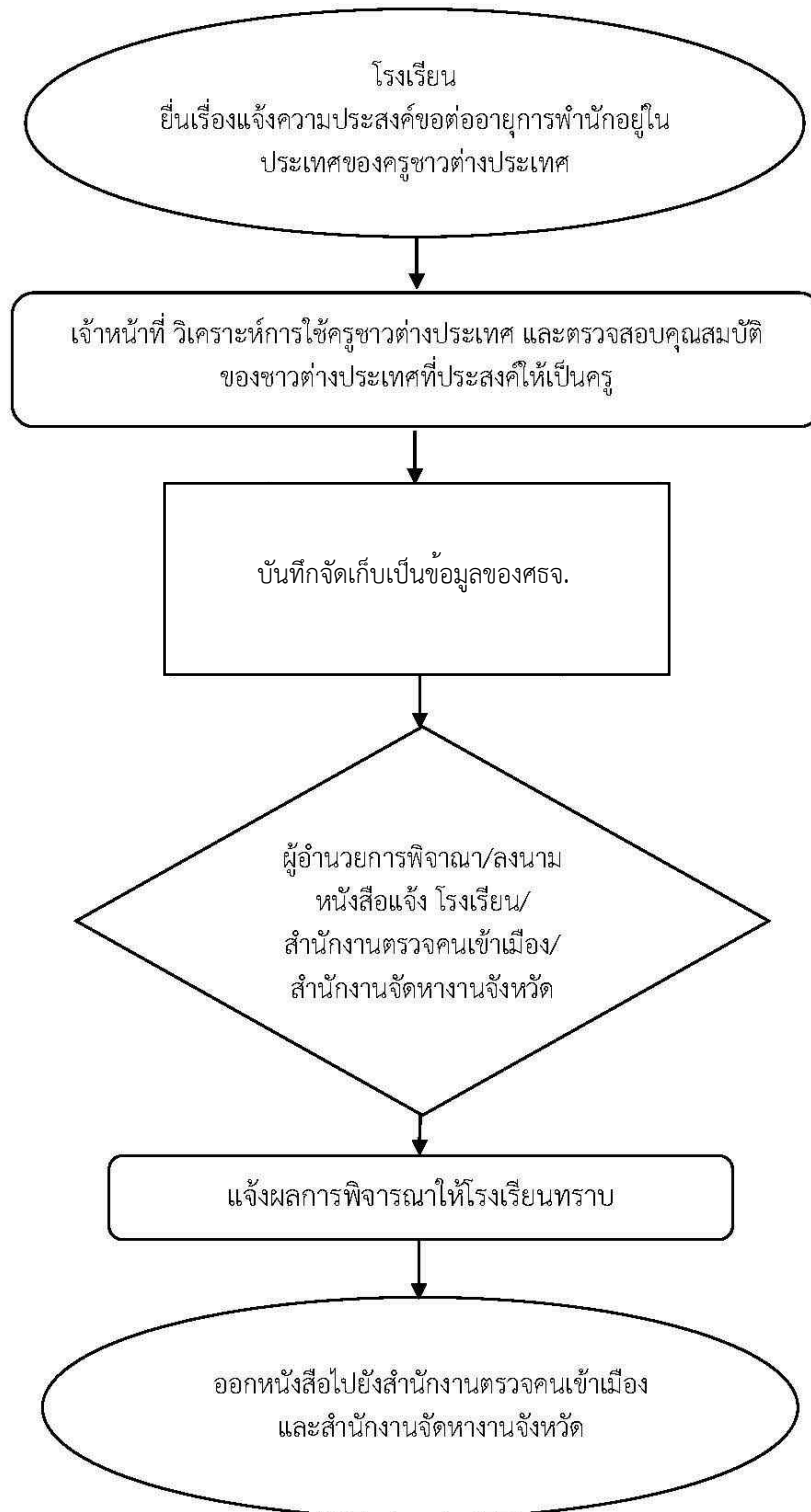 โรงเรียน
ยื่นเรื่องแจ้งความประสงค์ขอต่ออายุการพำนักอยู่ใน
ประเทศของครูชาวต่างประเทศ
เจ้าหน้าที่ วิเคราะห์การใช้ครูชาวต่างประเทศ และตรวจสอบคุณสมบัติ
ของชาวต่างประเทศที่ประสงค์ให้เป็นครู
บันทึกจัดเก็บเป็นข้อมูลของศธจ.
ผู้อำนวยการพิจาณา/ลงนาม
หนังสือแจ้ง โรงเรียน/
สำนักงานตรวจคนเข้าเมือง/
สำนักงานจัดหางานจังหวัด
แจ้งผลการพิจารณาให้โรงเรียนทราบ
ออกหนังสือไปยังสำนักงานตรวจคนเข้าเมือง
และสำนักงานจัดหางานจังหวัด